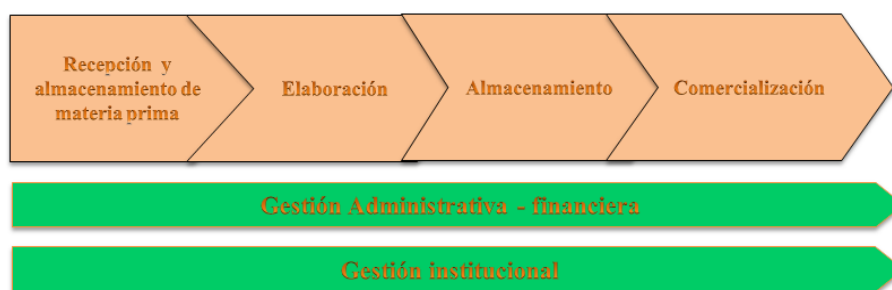 Recepción y
almacenamiento de
materia prima
Elaboración
Almacenamiento
Comercialización
Gestión Administrativa - financiera
Gestión institucional